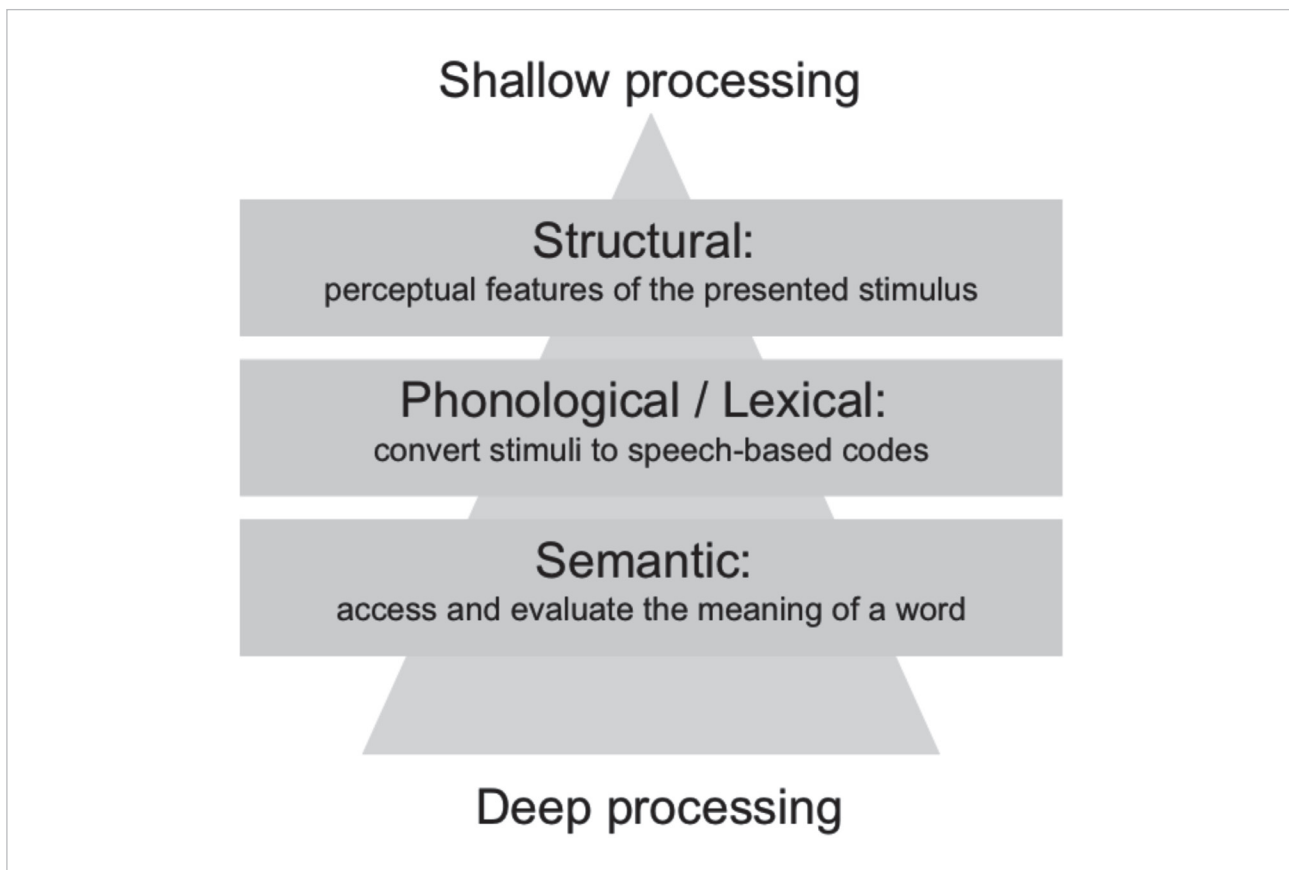 Shallow processing
Structural:
perceptual features of the presented stimulus
Phonological / Lexical:
convert stimuli to speech-based codes
Semantic:
access and evaluate the meaning of a word
Deep processing